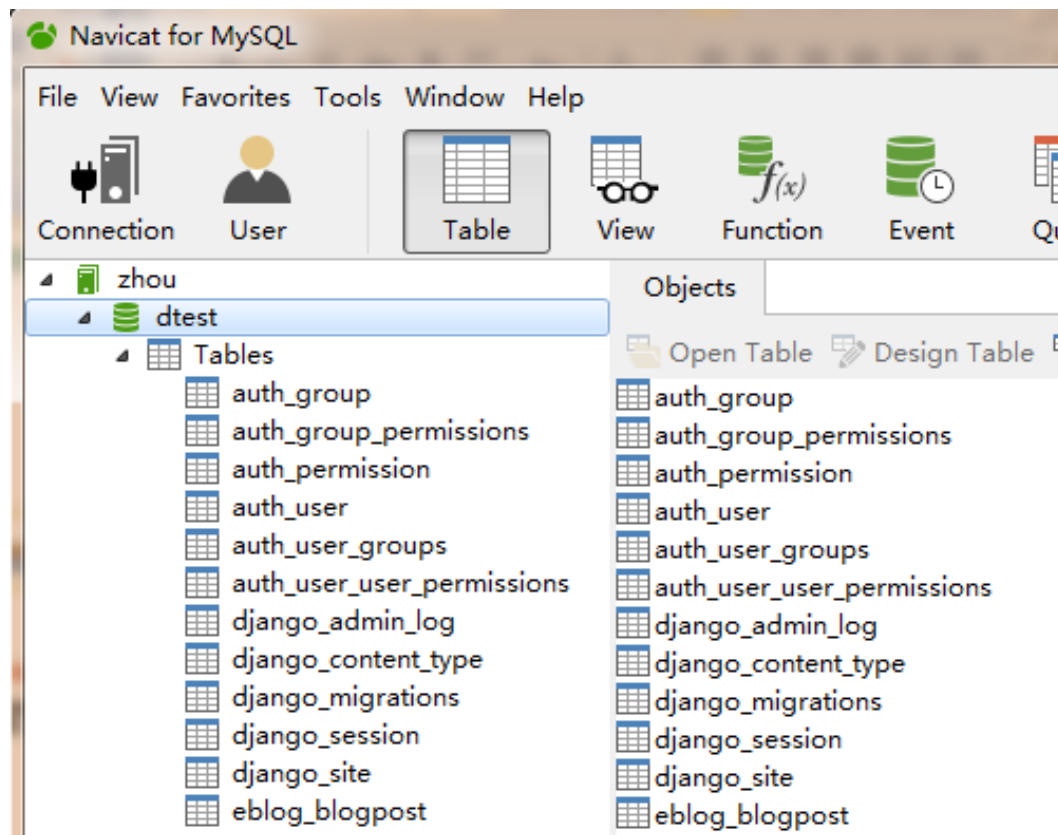 Navicat for MySQL
File View Favorites Tools Window Help
Connection User Table View Function Event
zhou
dtest
Tables
auth_group
auth_group_permissions
auth_permission
auth_user
auth_user_groups
auth_user_user_permissions
django_admin_log
django_content_type
django_migrations
django_session
django_site
eblog_blogpost
Objects
Open Table Design Table
auth_group
auth_group_permissions
auth_permission
auth_user
auth_user_groups
auth_user_user_permissions
django_admin_log
django_content_type
django_migrations
django_session
django_site
eblog_blogpost